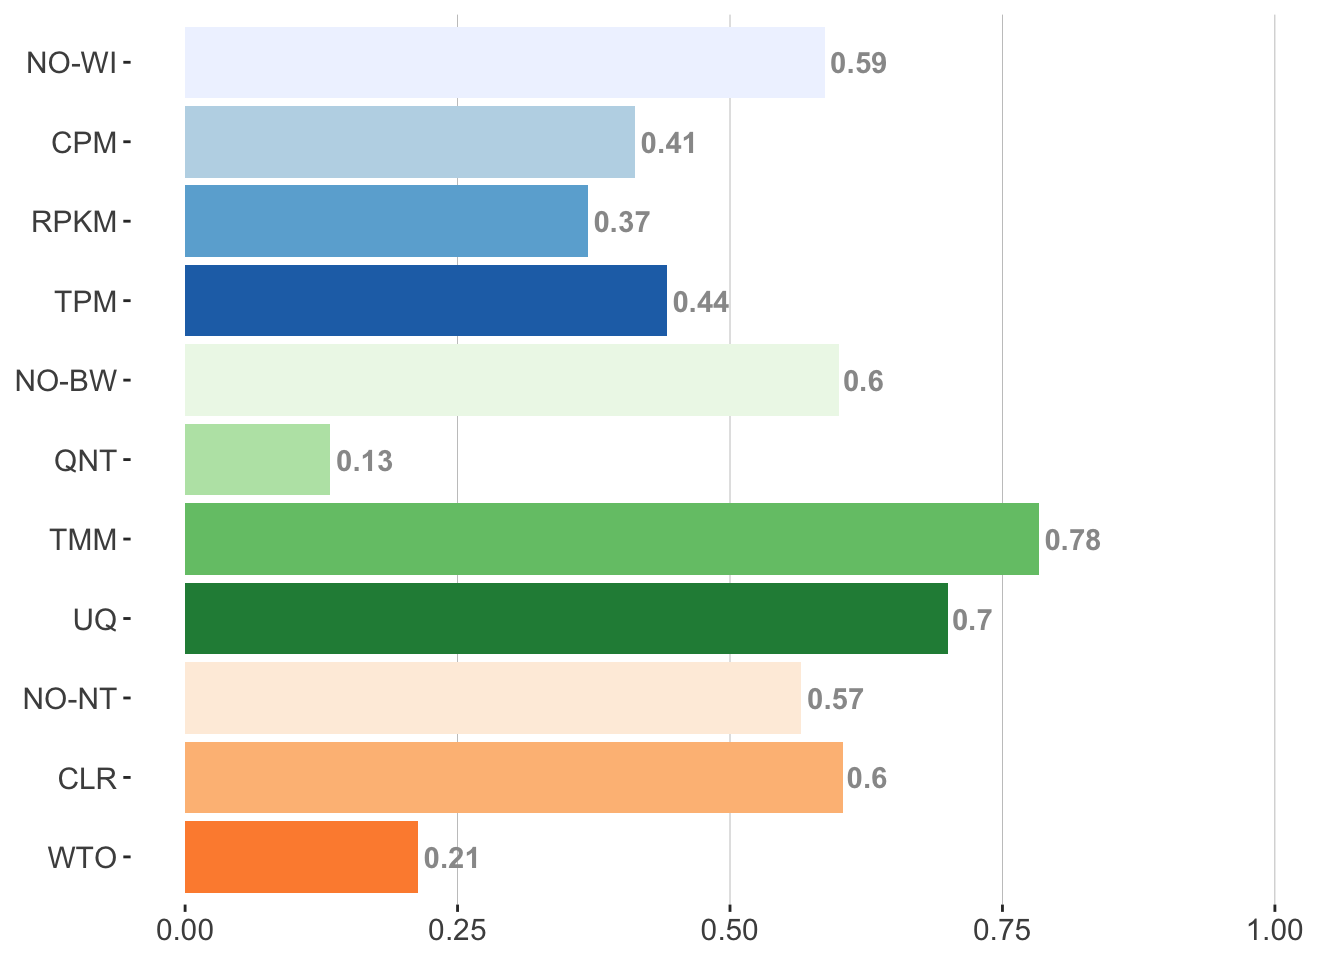 NO-WI 0.59
CPM 0.41
RPKM 0.37
TPM 0.44
NO-BW 0.6
QNT 0.13
TMM 0.78
UQ 0.7
NO-NT 0.57
CLR 0.6
WTO 0.21
0.00 0.25 0.50 0.75 1.00